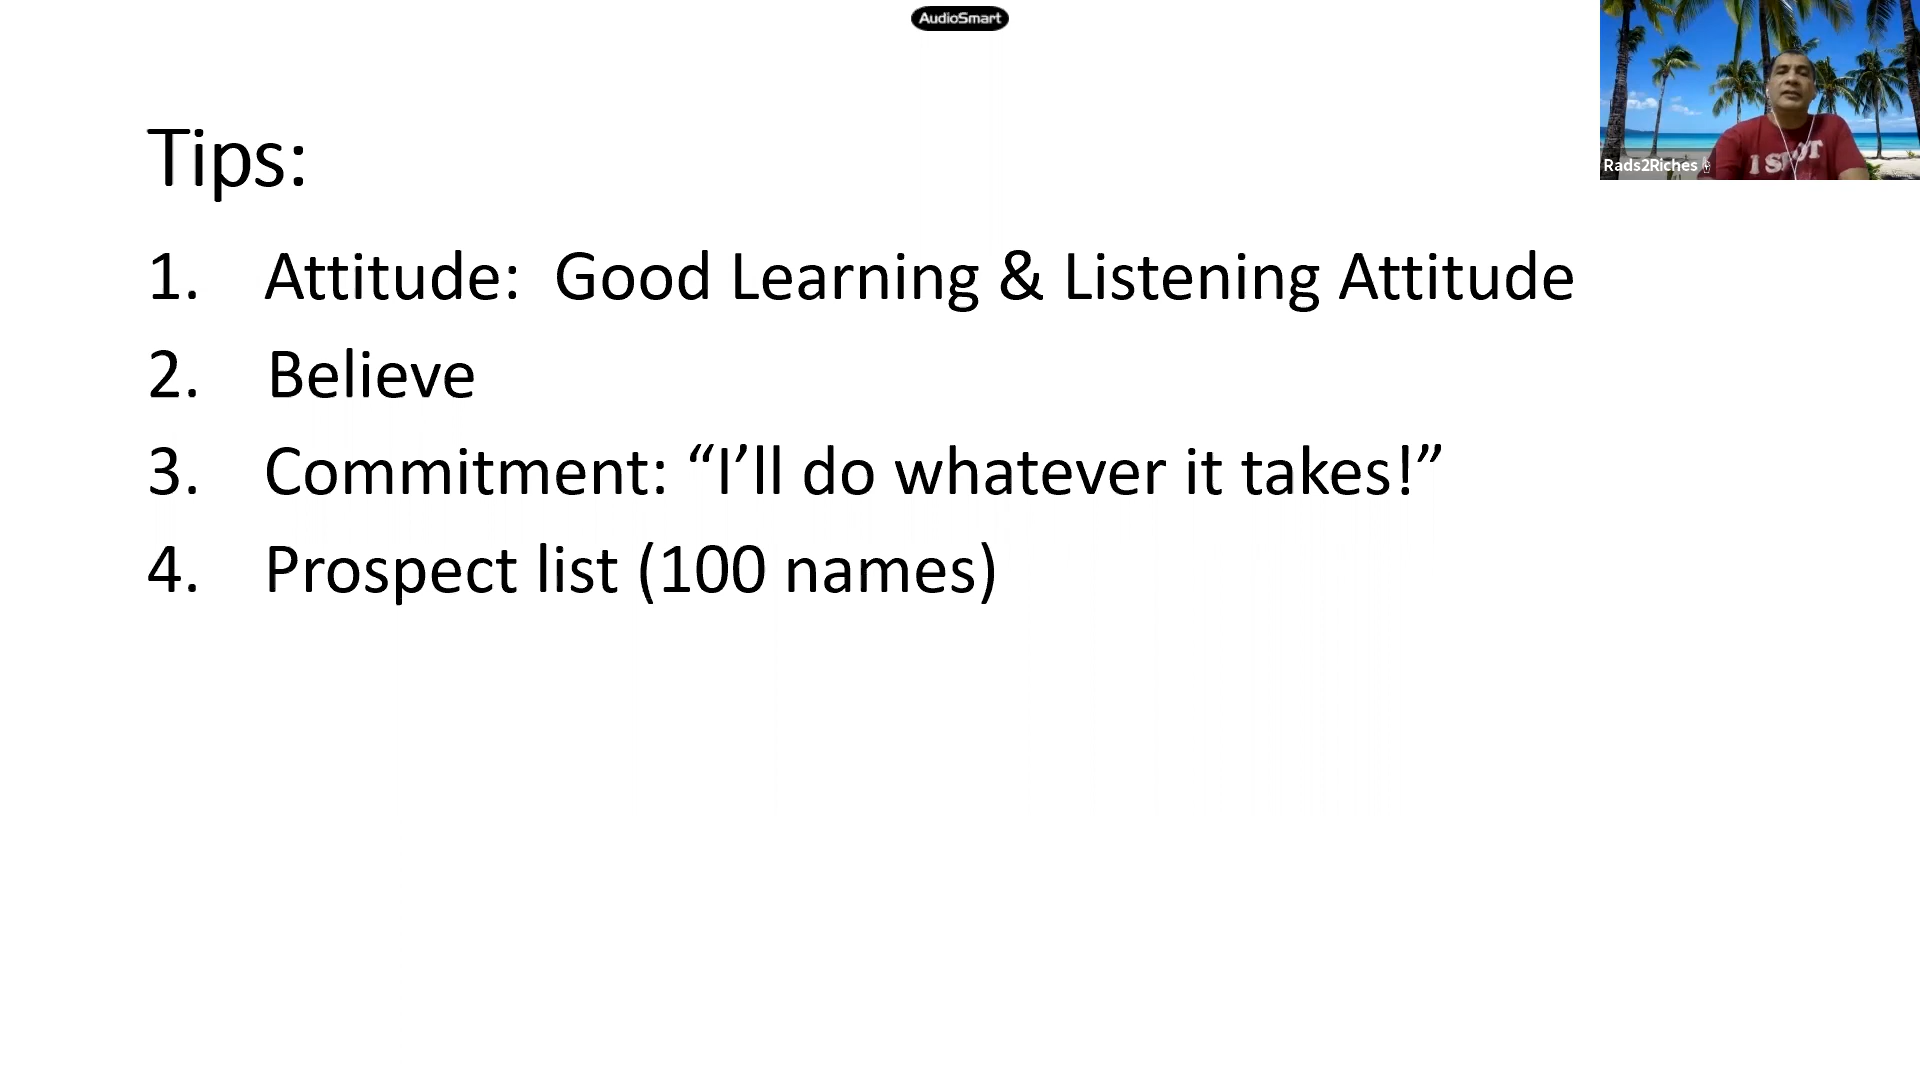 AudioSmart
Rads2Riches
Tips:
1. Attitude: Good Learning & Listening Attitude
2. Believe
3. Commitment: “I’ll do whatever it takes!”
4. Prospect list (100 names)